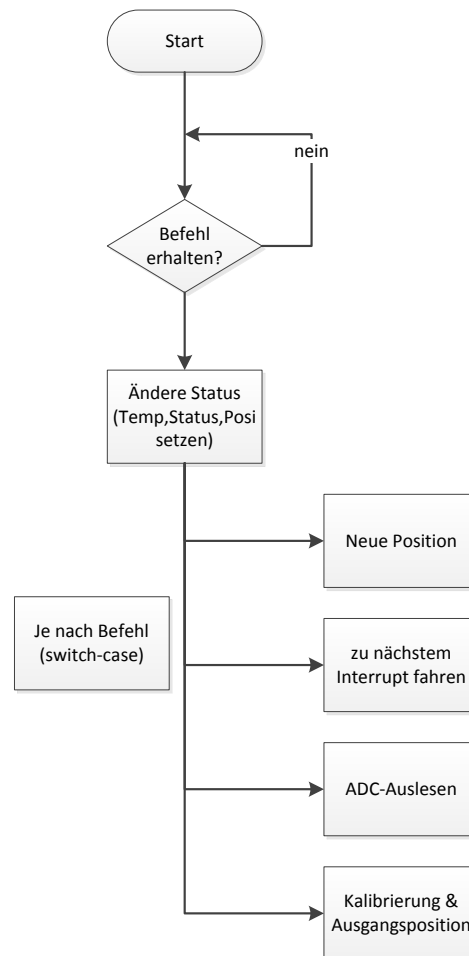 Start
nein
Befehl
erhalten?
Ändere Status
(Temp,Status,Posi
setzen)
Neue Position
Je nach Befehl
(switch-case)
zu nächstem
Interrupt fahren
ADC-Auslesen
Kalibrierung &
Ausgangsposition